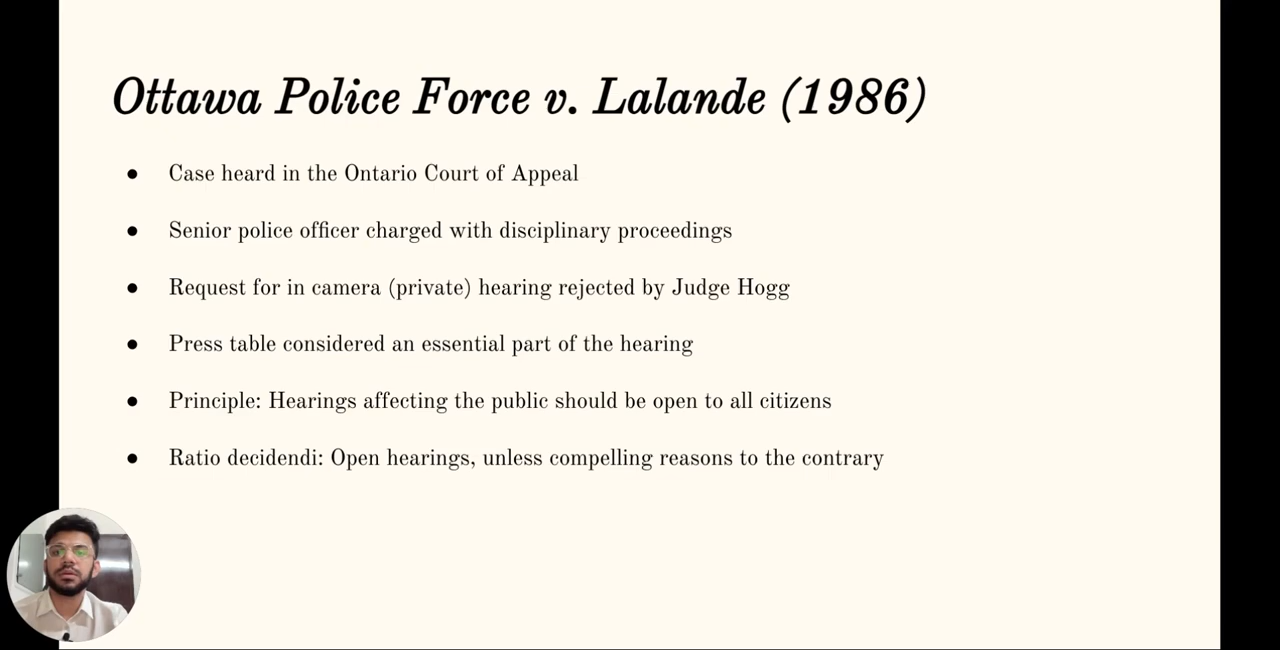 Ottawa Police Force v. Lalande (1986)
● Case heard in the Ontario Court of Appeal
● Senior police officer charged with disciplinary proceedings
● Request for in camera (private) hearing rejected by Judge Hogg
● Press table considered an essential part of the hearing
● Principle: Hearings affecting the public should be open to all citizens
● Ratio decidendi: Open hearings, unless compelling reasons to the contrary